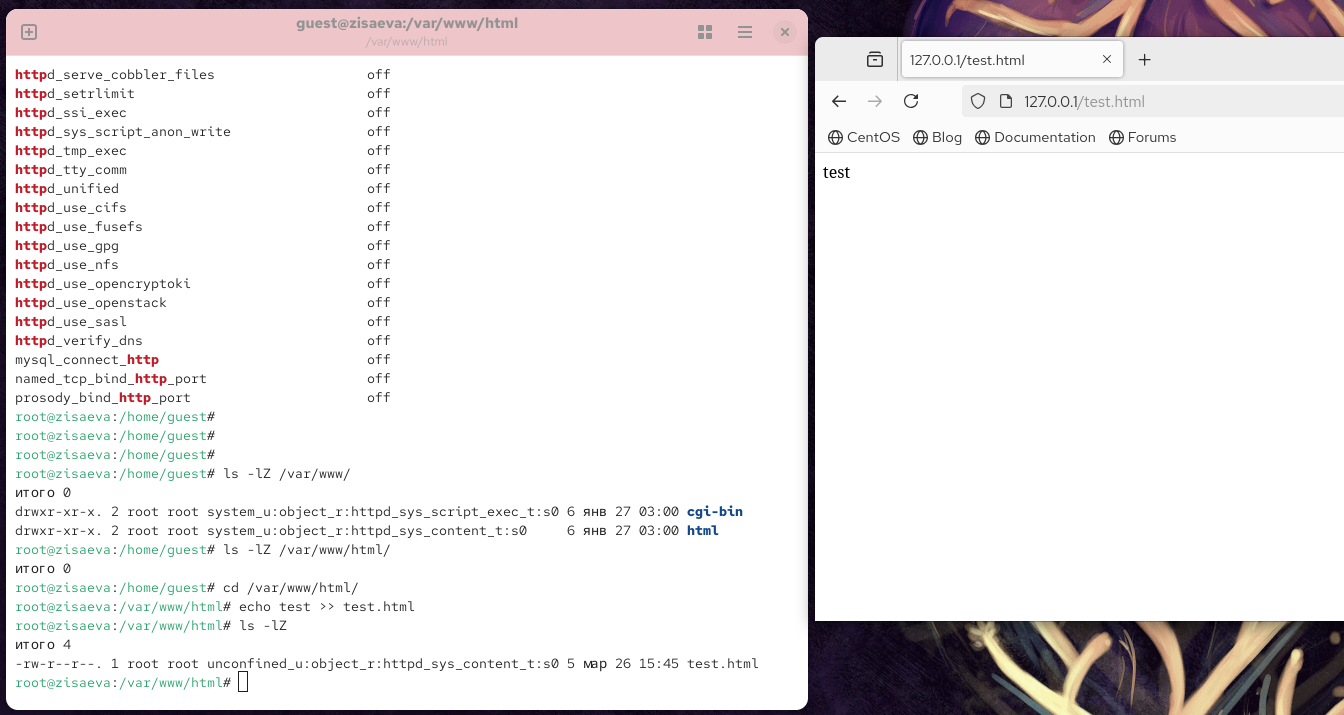 guest@zisaeva:/var/www/html
/var/www/html
httpd_serve_cobbler_files off
httpd_setrlimit off
httpd_ssi_exec off
httpd_sys_script_anon_write off
httpd_tmp_exec off
httpd_tty_comm off
httpd_unified off
httpd_use_cifs off
httpd_use_fusefs off
httpd_use_gpg off
httpd_use_nfs off
httpd_use_opencryptoki off
httpd_use_openstack off
httpd_use_sasl off
httpd_verify_dns off
mysql_connect_http off
named_tcp_bind_http_port off
prosody_bind_http_port off
root@zisaeva:/home/guest#
root@zisaeva:/home/guest#
root@zisaeva:/home/guest#
root@zisaeva:/home/guest# ls -lZ /var/www/
итого 0
drwxr-xr-x. 2 root root system_u:object_r:httpd_sys_script_exec_t:s0 6 янв 27 03:00 cgi-bin
drwxr-xr-x. 2 root root system_u:object_r:httpd_sys_content_t:s0 6 янв 27 03:00 html
root@zisaeva:/home/guest# ls -lZ /var/www/html/
итого 0
root@zisaeva:/home/guest# cd /var/www/html/
root@zisaeva:/var/www/html# echo test >> test.html
root@zisaeva:/var/www/html# ls -lZ
итого 4
-rw-r--r--. 1 root root unconfined_u:object_r:httpd_sys_content_t:s0 5 мар 26 15:45 test.html
root@zisaeva:/var/www/html#
127.0.0.1/test.html
127.0.0.1/test.html
CentOS Blog Documentation Forums
test